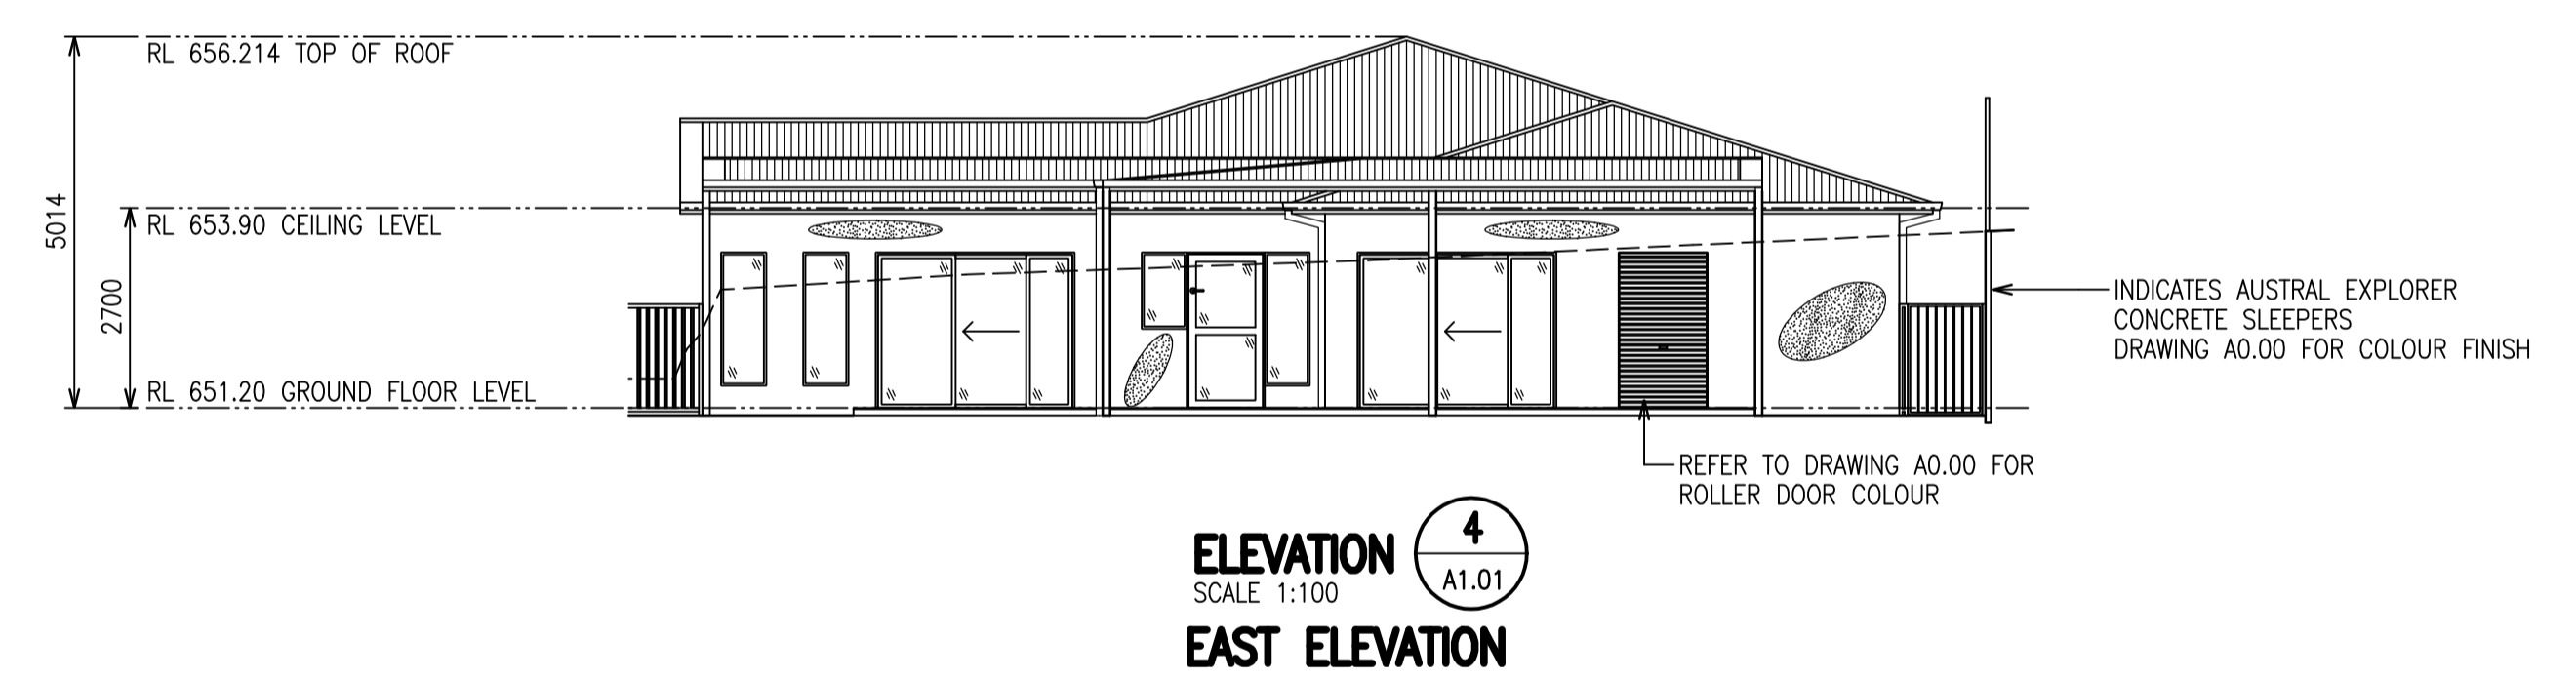 RL 656.214 TOP OF ROOF
5014
RL 653.90 CEILING LEVEL
2700
RL 651.20 GROUND FLOOR LEVEL
INDICATES AUSTRAL EXPLORER
CONCRETE SLEEPERS
DRAWING A0.00 FOR COLOUR FINISH
REFER TO DRAWING A0.00 FOR
ROLLER DOOR COLOUR
ELEVATION
SCALE 1:100
4
A1.01
EAST ELEVATION